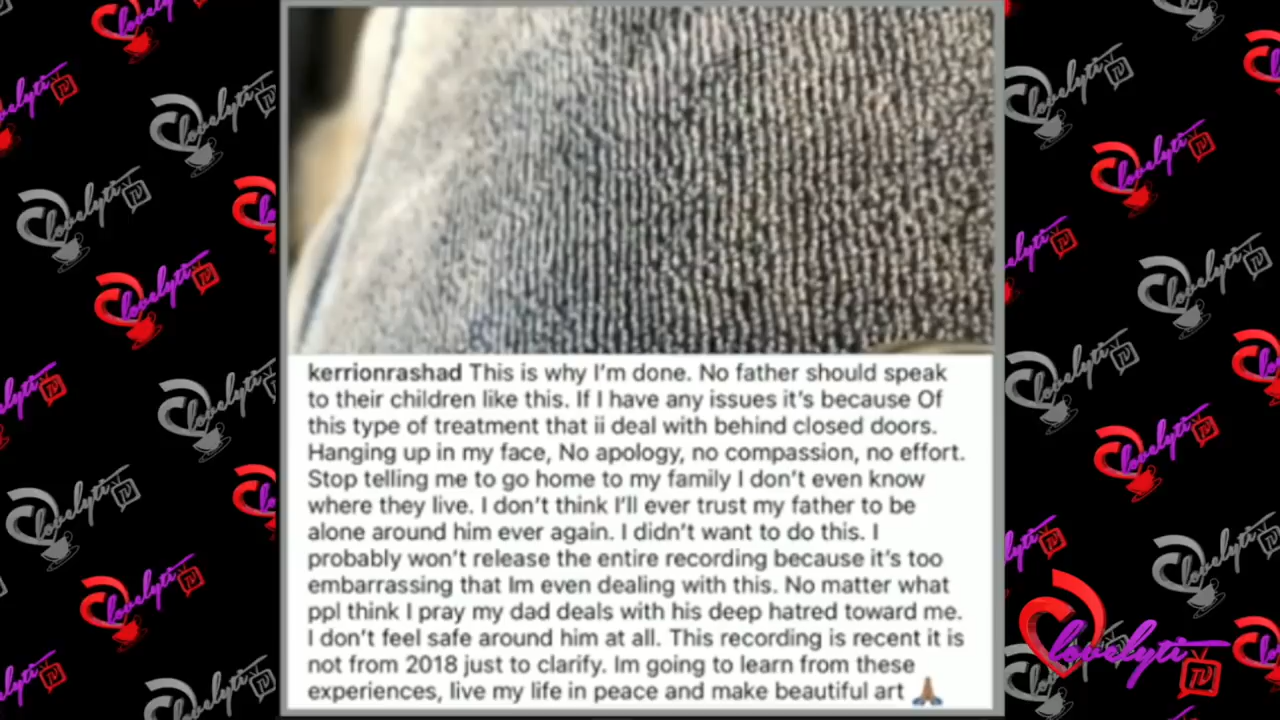 kerrionrashad This is why I'm done. No father should speak
to their children like this. If I have any issues it's because Of
this type of treatment that ii deal with behind closed doors.
Hanging up in my face, No apology, no compassion, no effort.
Stop telling me to go home to my family I don't even know
where they live. I don't think I'll ever trust my father to be
alone around him ever again. I didn't want to do this. I
probably won't release the entire recording because it's too
embarrassing that Im even dealing with this. No matter what
ppl think I pray my dad deals with his deep hatred toward me.
I don't feel safe around him at all. This recording is recent it is
not from 2018 just to clarify. Im going to learn from these
experiences, live my life in peace and make beautiful art 🙏🏾
lovelyti TV